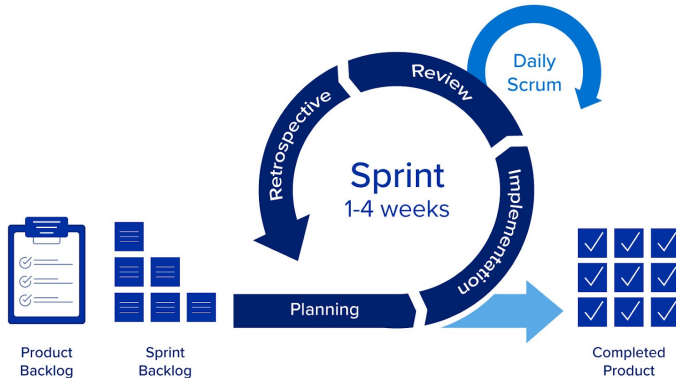 Daily
Scrum
Review
Retrospective
Sprint
1-4 weeks
Implementation
Planning
Product
Backlog
Sprint
Backlog
Completed
Product